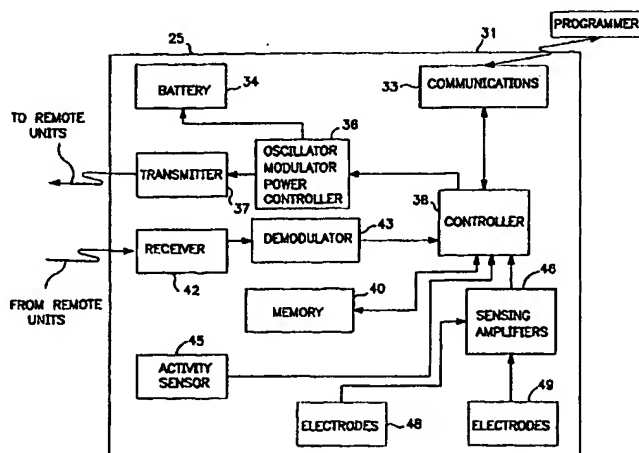 PROGRAMMER
25
31
BATTERY
34
33
COMMUNICATIONS
TO REMOTE
UNITS
36
TRANSMITTER
37
OSCILLATOR
MODULATOR
POWER
CONTROLLER
38
CONTROLLER
43
RECEIVER
42
DEMODULATOR
FROM REMOTE
UNITS
40
MEMORY
46
SENSING
AMPLIFIERS
45
ACTIVITY
SENSOR
ELECTRODES
48
49
ELECTRODES